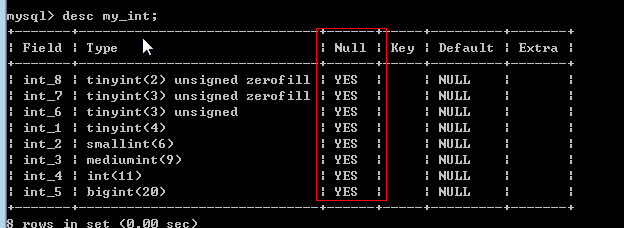 mysql> desc my_int;
+-------+------------------------------+------+-----+---------+-------+
| Field | Type | Null | Key | Default | Extra |
+-------+------------------------------+------+-----+---------+-------+
| int_8 | tinyint(2) unsigned zerofill | YES | | NULL | |
| int_7 | tinyint(3) unsigned zerofill | YES | | NULL | |
| int_6 | tinyint(3) unsigned | YES | | NULL | |
| int_1 | tinyint(4) | YES | | NULL | |
| int_2 | smallint(6) | YES | | NULL | |
| int_3 | mediumint(9) | YES | | NULL | |
| int_4 | int(11) | YES | | NULL | |
| int_5 | bigint(20) | YES | | NULL | |
+-------+------------------------------+------+-----+---------+-------+
8 rows in set (0.00 sec)